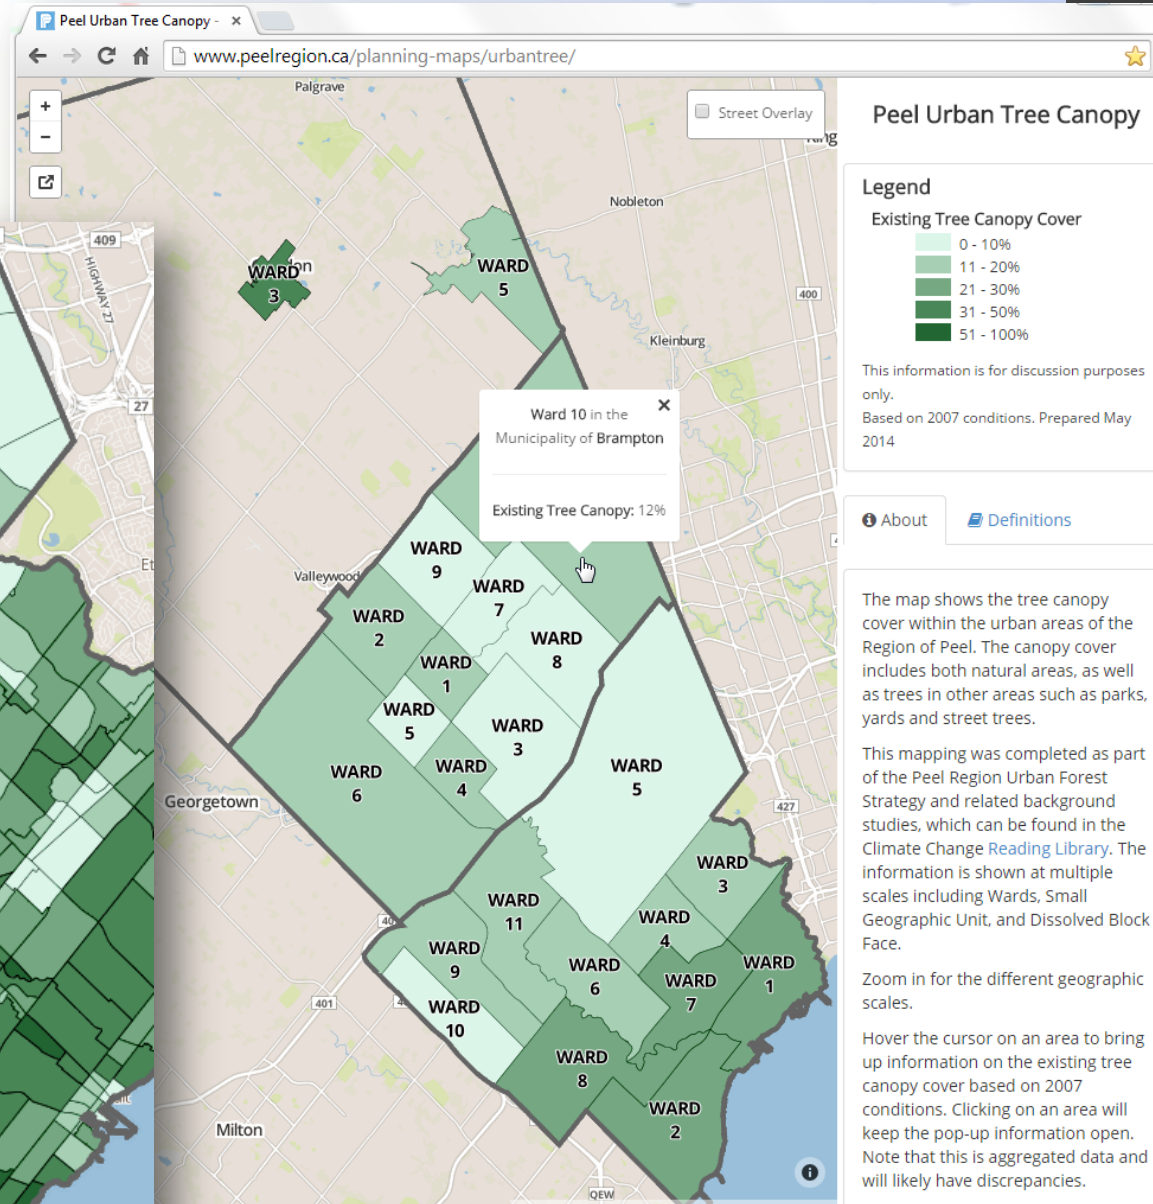 Peel Urban Tree Canopy -
www.peelregion.ca/planning-maps/urbantree/
+
−
Street Overlay
Palgrave
Nobleton
409
HIGHWAY 27
27
400
Kleinburg
WARD
3
WARD
5
Ward 10 in the
Municipality of Brampton
Existing Tree Canopy: 12%
WARD
9
WARD
7
Valleywood
WARD
2
WARD
8
WARD
1
WARD
5
WARD
3
WARD
6
WARD
4
WARD
5
Georgetown
427
WARD
3
WARD
11
WARD
4
WARD
9
WARD
6
WARD
7
WARD
1
WARD
10
401
WARD
8
WARD
2
Milton
QEW
Peel Urban Tree Canopy
Legend
Existing Tree Canopy Cover
0 - 10%
11 - 20%
21 - 30%
31 - 50%
51 - 100%
This information is for discussion purposes
only.
Based on 2007 conditions. Prepared May
2014
About
Definitions
The map shows the tree canopy
cover within the urban areas of the
Region of Peel. The canopy cover
includes both natural areas, as well
as trees in other areas such as parks,
yards and street trees.
This mapping was completed as part
of the Peel Region Urban Forest
Strategy and related background
studies, which can be found in the
Climate Change Reading Library. The
information is shown at multiple
scales including Wards, Small
Geographic Unit, and Dissolved Block
Face.
Zoom in for the different geographic
scales.
Hover the cursor on an area to bring
up information on the existing tree
canopy cover based on 2007
conditions. Clicking on an area will
keep the pop-up information open.
Note that this is aggregated data and
will likely have discrepancies.